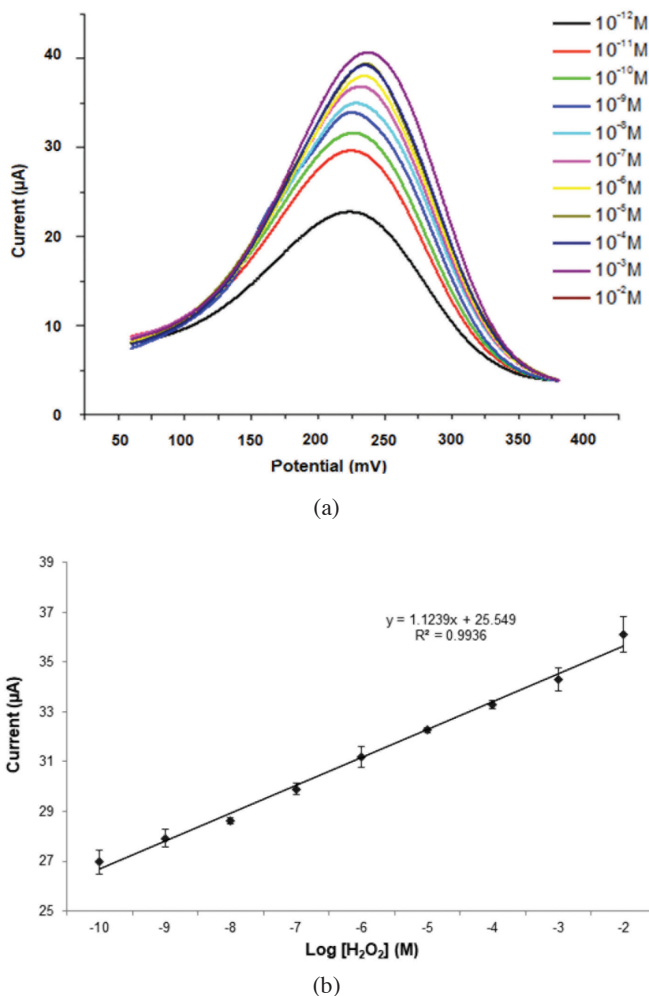 40
30
20
10
0
Current (µA)
50 100 150 200 250 300 350 400
Potential (mV)
10⁻¹²M
10⁻¹¹M
10⁻¹⁰M
10⁻⁹M
10⁻⁸M
10⁻⁷M
10⁻⁶M
10⁻⁵M
10⁻⁴M
10⁻³M
10⁻²M
(a)
39
37
35
33
31
29
27
25
Current (µA)
y = 1.1239x + 25.549
R² = 0.9936
-10 -9 -8 -7 -6 -5 -4 -3 -2
Log [H₂O₂] (M)
(b)